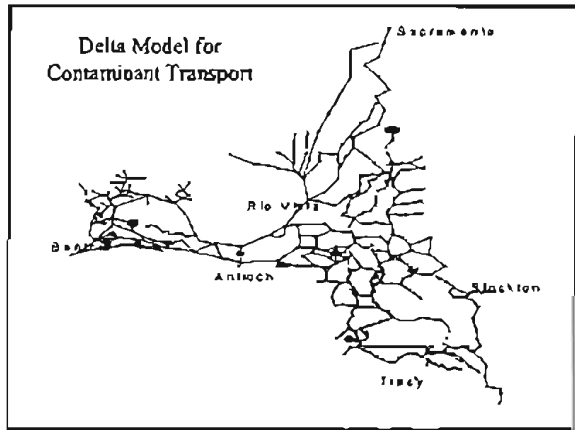 Delta Model for
Contaminant Transport
Sacramento
Rio Vista
Antioch
Stockton
Tracy